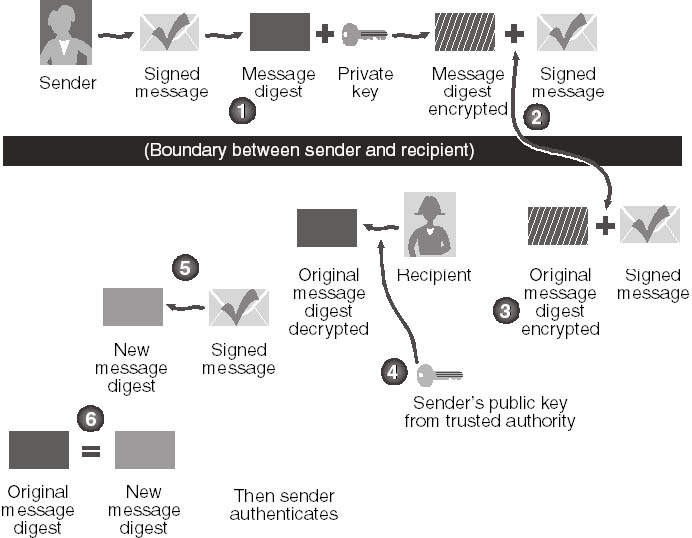 Sender
Signed
message
Message
digest
Private
key
Message
digest
encrypted
Signed
message
1
2
(Boundary between sender and recipient)
Original
message
digest
decrypted
Recipient
Original
message
digest
encrypted
Signed
message
3
5
New
message
digest
Signed
message
4
Sender's public key
from trusted authority
6
=
Original
message
digest
New
message
digest
Then sender
authenticates